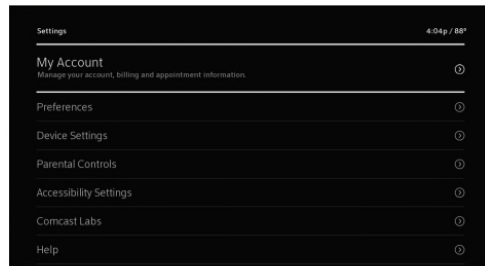 Settings 4:04p / 88°
My Account
Manage your account, billing and appointment information.
Preferences
Device Settings
Parental Controls
Accessibility Settings
Comcast Labs
Help